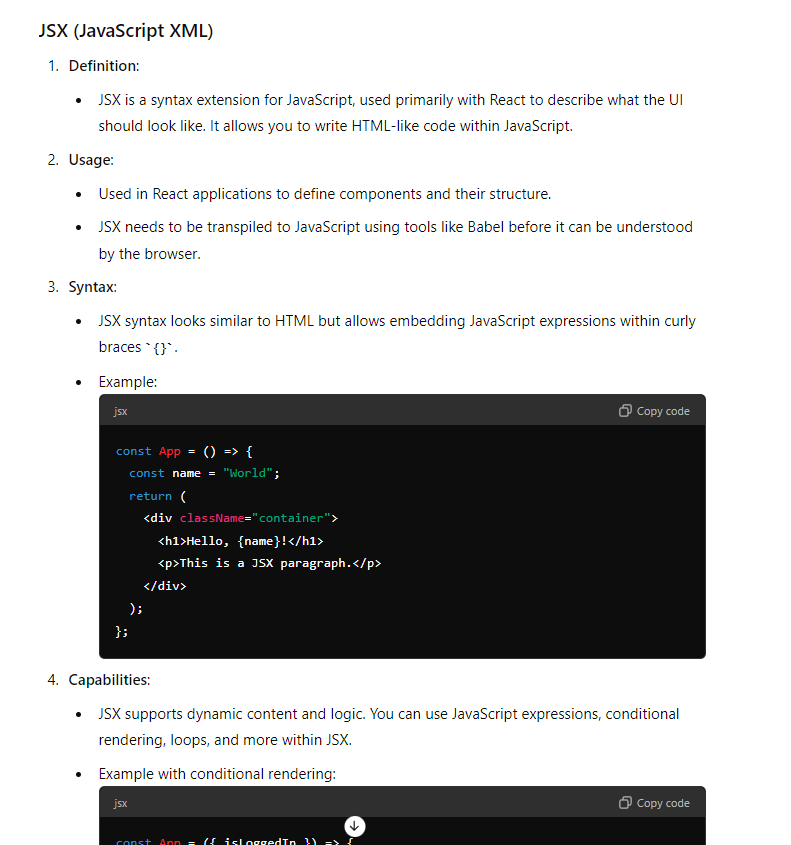 JSX (JavaScript XML)
1. Definition:
• JSX is a syntax extension for JavaScript, used primarily with React to describe what the UI
should look like. It allows you to write HTML-like code within JavaScript.
2. Usage:
• Used in React applications to define components and their structure.
• JSX needs to be transpiled to JavaScript using tools like Babel before it can be understood
by the browser.
3. Syntax:
• JSX syntax looks similar to HTML but allows embedding JavaScript expressions within curly
braces `{}`.
• Example:
jsx Copy code
const App = () => {
  const name = "World";
  return (
    <div className="container">
      <h1>Hello, {name}!</h1>
      <p>This is a JSX paragraph.</p>
    </div>
  );
};
4. Capabilities:
• JSX supports dynamic content and logic. You can use JavaScript expressions, conditional
rendering, loops, and more within JSX.
• Example with conditional rendering:
jsx Copy code
const App = ({ isLoggedIn }) => {